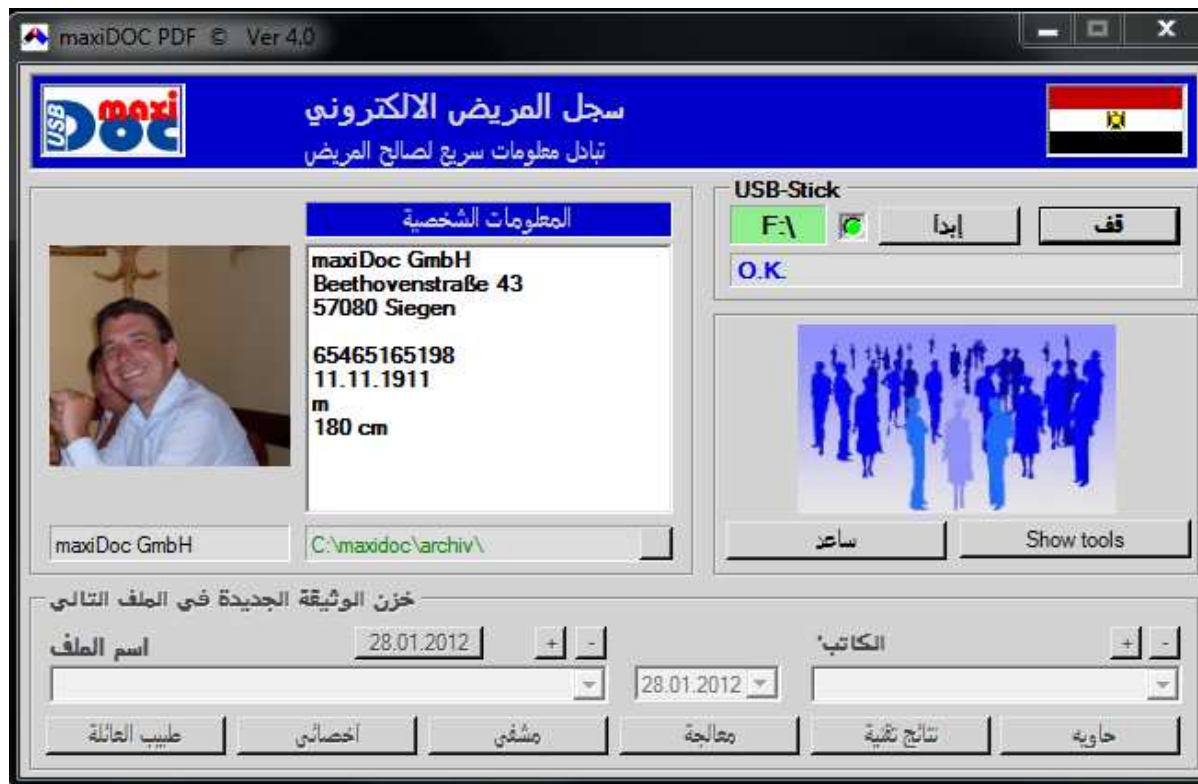 maxiDOC PDF © Ver 4.0
USB maxi Doc
سجل المريض الالكتروني
تبادل معلومات سريع لصالح المريض
المعلومات الشخصية
maxiDoc GmbH
Beethovenstraße 43
57080 Siegen
65465165198
11.11.1911
m
180 cm
maxiDoc GmbH
C:\maxidoc\archiv\
USB-Stick
F:\
إبدأ
قف
O.K.
ساعد
Show tools
خزن الوثيقة الجديدة في الملف التالي
اسم الملف
28.01.2012
+ -
الكاتب*
+ -
28.01.2012
طبيب العائلة
اخصائي
مشفى
معالجة
نتائج تقنية
حاويه